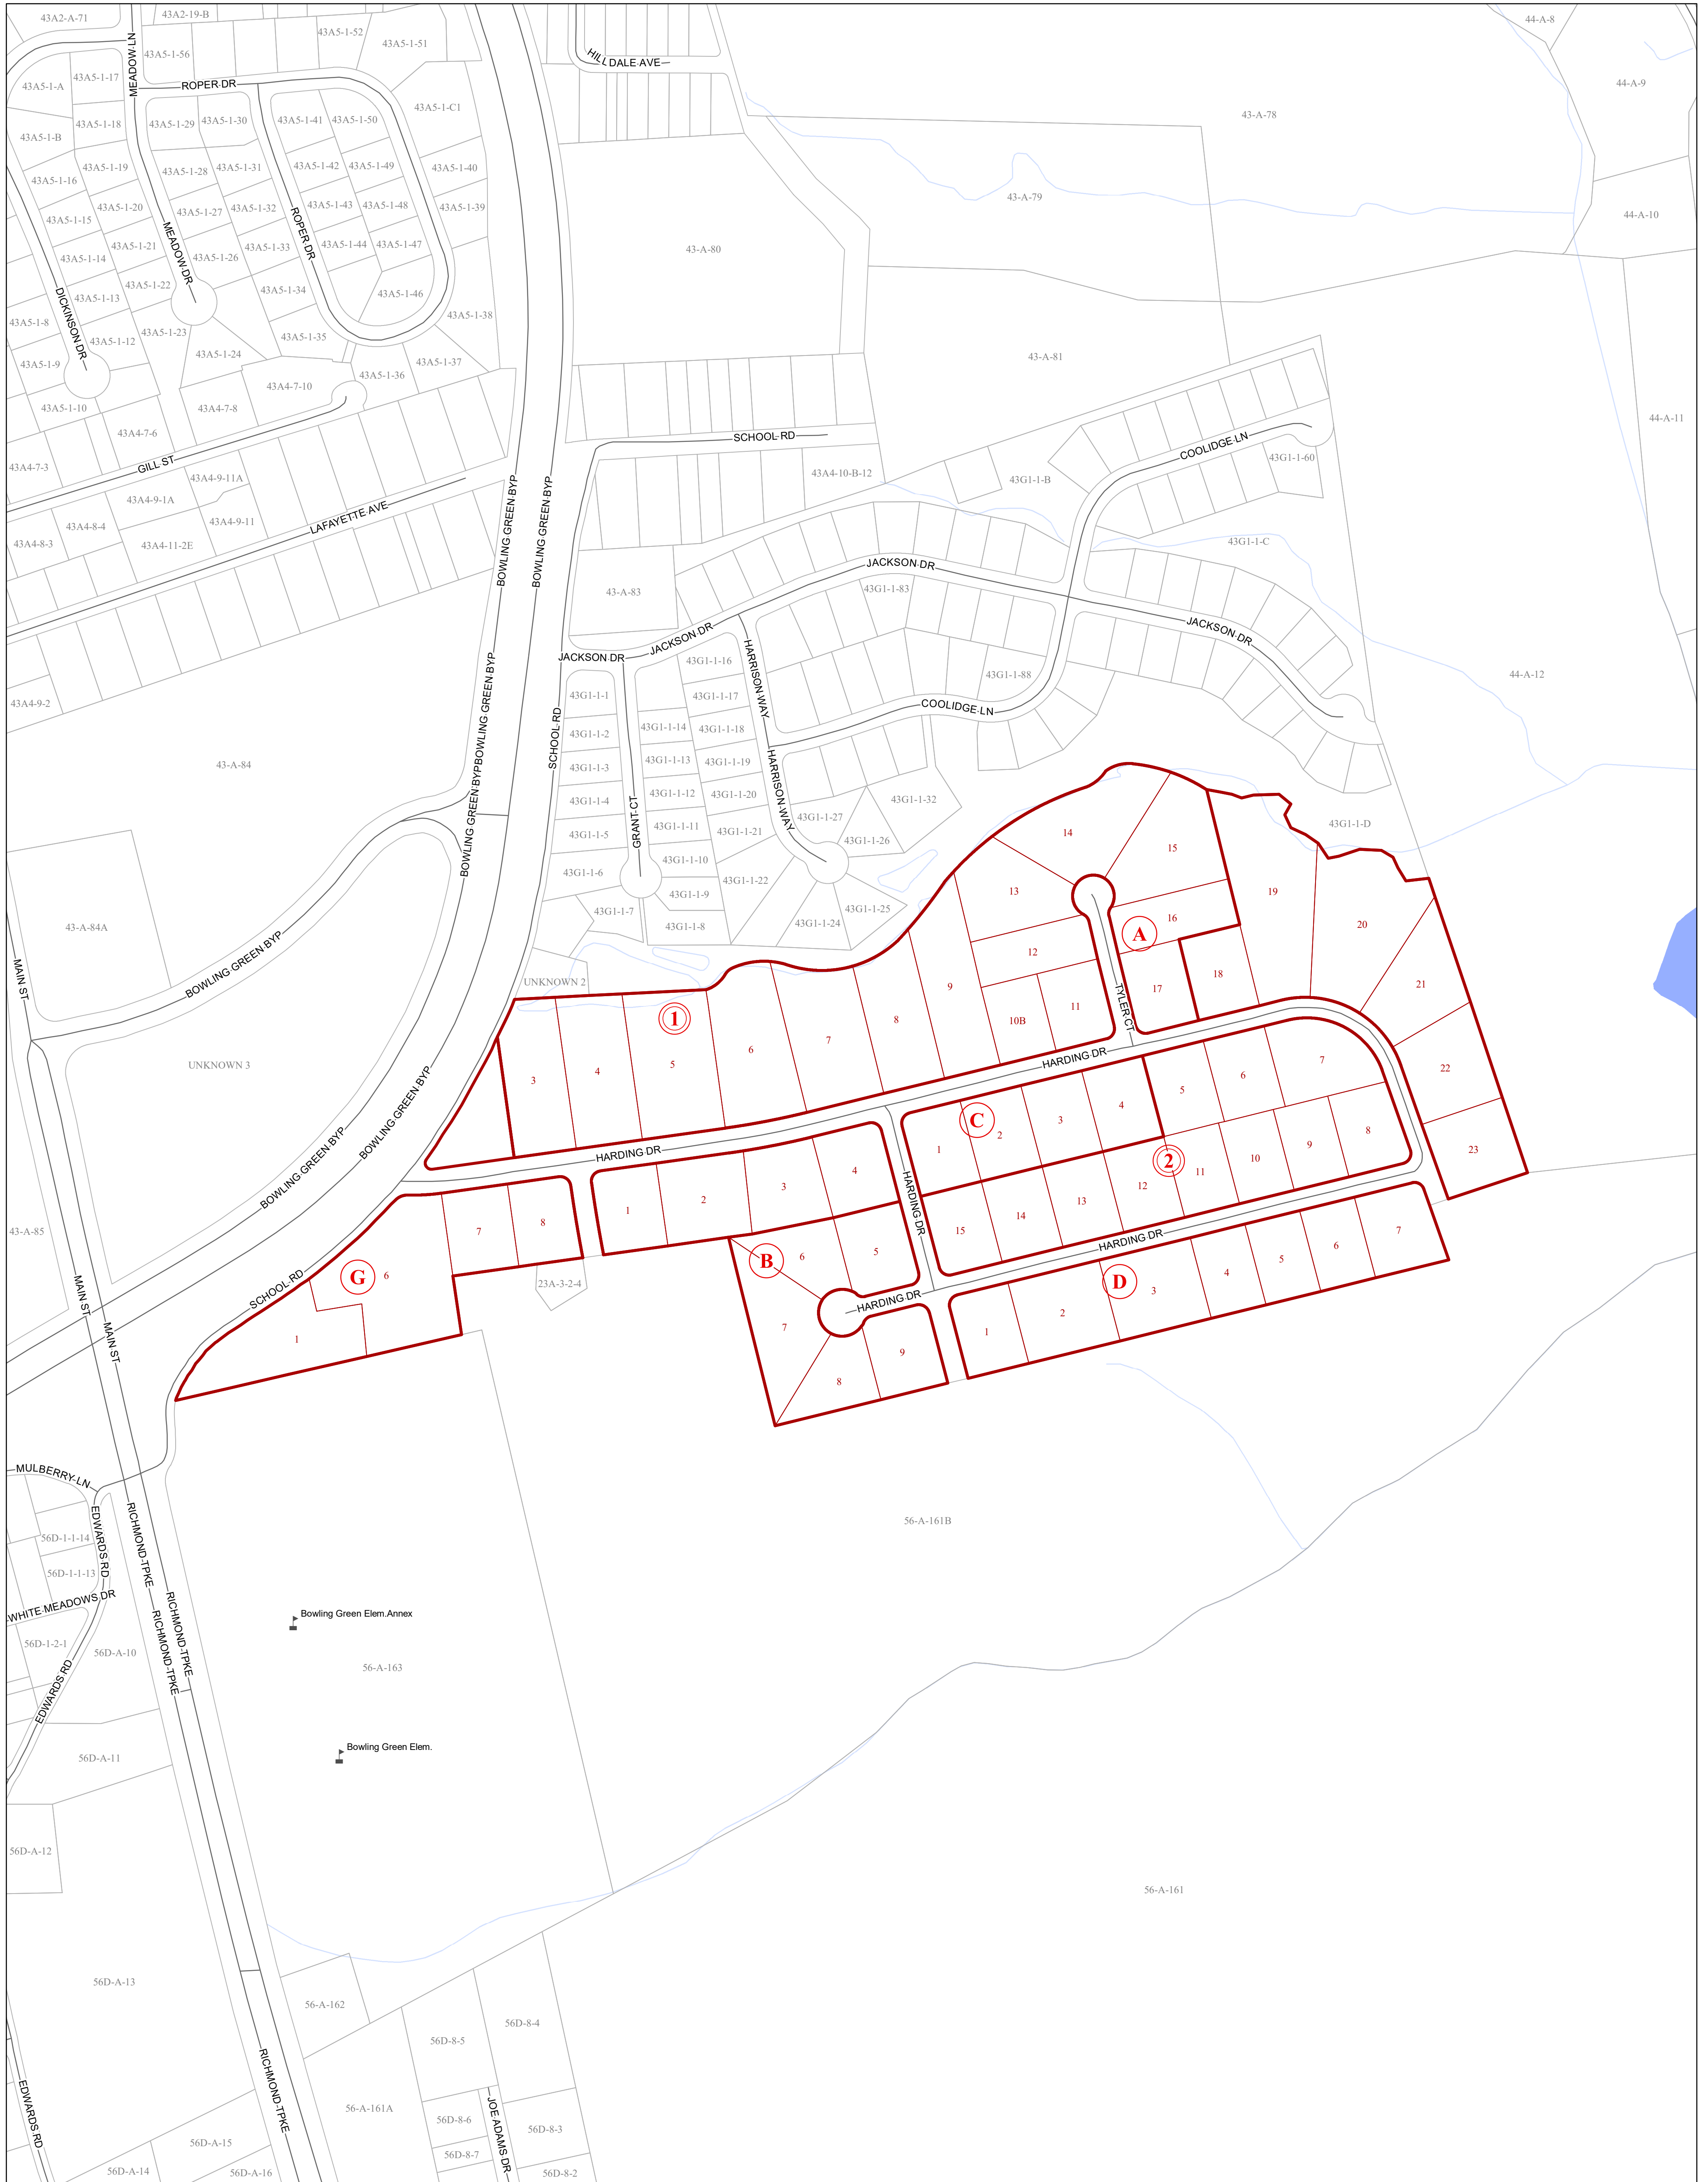 43A2-A-71
43A2-19-B
43A5-1-52
43A5-1-51
43A5-1-56
43A5-1-17
43A5-1-A
MEADOW LN
ROPER DR
HILLDALE AVE
44-A-8
44-A-9
43-A-78
43A5-1-C1
43A5-1-B
43A5-1-18
43A5-1-29
43A5-1-30
43A5-1-41
43A5-1-50
43A5-1-16
43A5-1-19
43A5-1-28
43A5-1-31
43A5-1-42
43A5-1-49
43A5-1-40
43-A-79
44-A-10
43A5-1-15
43A5-1-20
43A5-1-27
43A5-1-32
43A5-1-43
43A5-1-48
43A5-1-39
ROPER DR
MEADOW DR
43A5-1-14
43A5-1-21
43A5-1-26
43A5-1-33
43A5-1-44
43A5-1-47
43-A-80
43A5-1-13
43A5-1-22
43A5-1-34
43A5-1-46
DICKINSON DR
43A5-1-8
43A5-1-12
43A5-1-23
43A5-1-35
43A5-1-38
43A5-1-9
43A5-1-24
43A5-1-36
43A5-1-37
43-A-81
43A5-1-10
43A4-7-8
43A4-7-10
43A4-7-6
43A4-7-3
GILL ST
SCHOOL RD
COOLIDGE LN
44-A-11
43A4-9-11A
43A4-9-1A
43A4-10-B-12
43G1-1-B
43G1-1-60
43A4-8-4
43A4-9-11
43A4-8-3
43A4-11-2E
LAFAYETTE AVE
BOWLING GREEN BYP
BOWLING GREEN BYP
43G1-1-C
JACKSON DR
43-A-83
43G1-1-83
JACKSON DR
JACKSON DR
JACKSON DR
43G1-1-16
HARRISON WAY
43G1-1-88
44-A-12
43A4-9-2
43G1-1-1
43G1-1-17
COOLIDGE LN
43G1-1-2
43G1-1-14
43G1-1-18
SCHOOL RD
43-A-84
BOWLING GREEN BYP
BOWLING GREEN BYP
43G1-1-3
43G1-1-13
43G1-1-19
43G1-1-4
43G1-1-12
43G1-1-20
HARRISON WAY
43G1-1-32
GRANT CT
43G1-1-5
43G1-1-11
43G1-1-21
43G1-1-27
43G1-1-26
43G1-1-D
43G1-1-6
43G1-1-10
43G1-1-22
43G1-1-9
43G1-1-7
43G1-1-8
43G1-1-24
43G1-1-25
14
15
13
19
20
16
A
12
43-A-84A
MAIN ST
BOWLING GREEN BYP
UNKNOWN 2
17
18
21
9
10B
11
TYLER CT
1
8
7
6
5
4
3
HARDING DR
UNKNOWN 3
22
7
6
5
BOWLING GREEN BYP
BOWLING GREEN BYP
C
1
2
3
4
23
8
9
10
11
2
12
13
14
15
HARDING DR
HARDING DR
4
3
2
1
43-A-85
7
8
B
6
5
HARDING DR
7
6
5
4
3
D
2
1
G
6
SCHOOL RD
23A-3-2-4
HARDING DR
MAIN ST
MAIN ST
1
7
8
9
MULBERRY LN
EDWARDS RD
RICHMOND TPKE
56-A-161B
56D-1-1-14
56D-1-1-13
WHITE MEADOWS DR
RICHMOND TPKE
RICHMOND TPKE
Bowling Green Elem.Annex
56D-1-2-1
56D-A-10
56-A-163
EDWARDS RD
56D-A-11
Bowling Green Elem.
56D-A-12
56-A-161
56D-A-13
56-A-162
56D-8-4
56D-8-5
RICHMOND TPKE
EDWARDS RD
56-A-161A
56D-8-6
JOE ADAMS DR
56D-8-3
56D-A-15
56D-8-7
56D-A-14
56D-A-16
56D-8-2